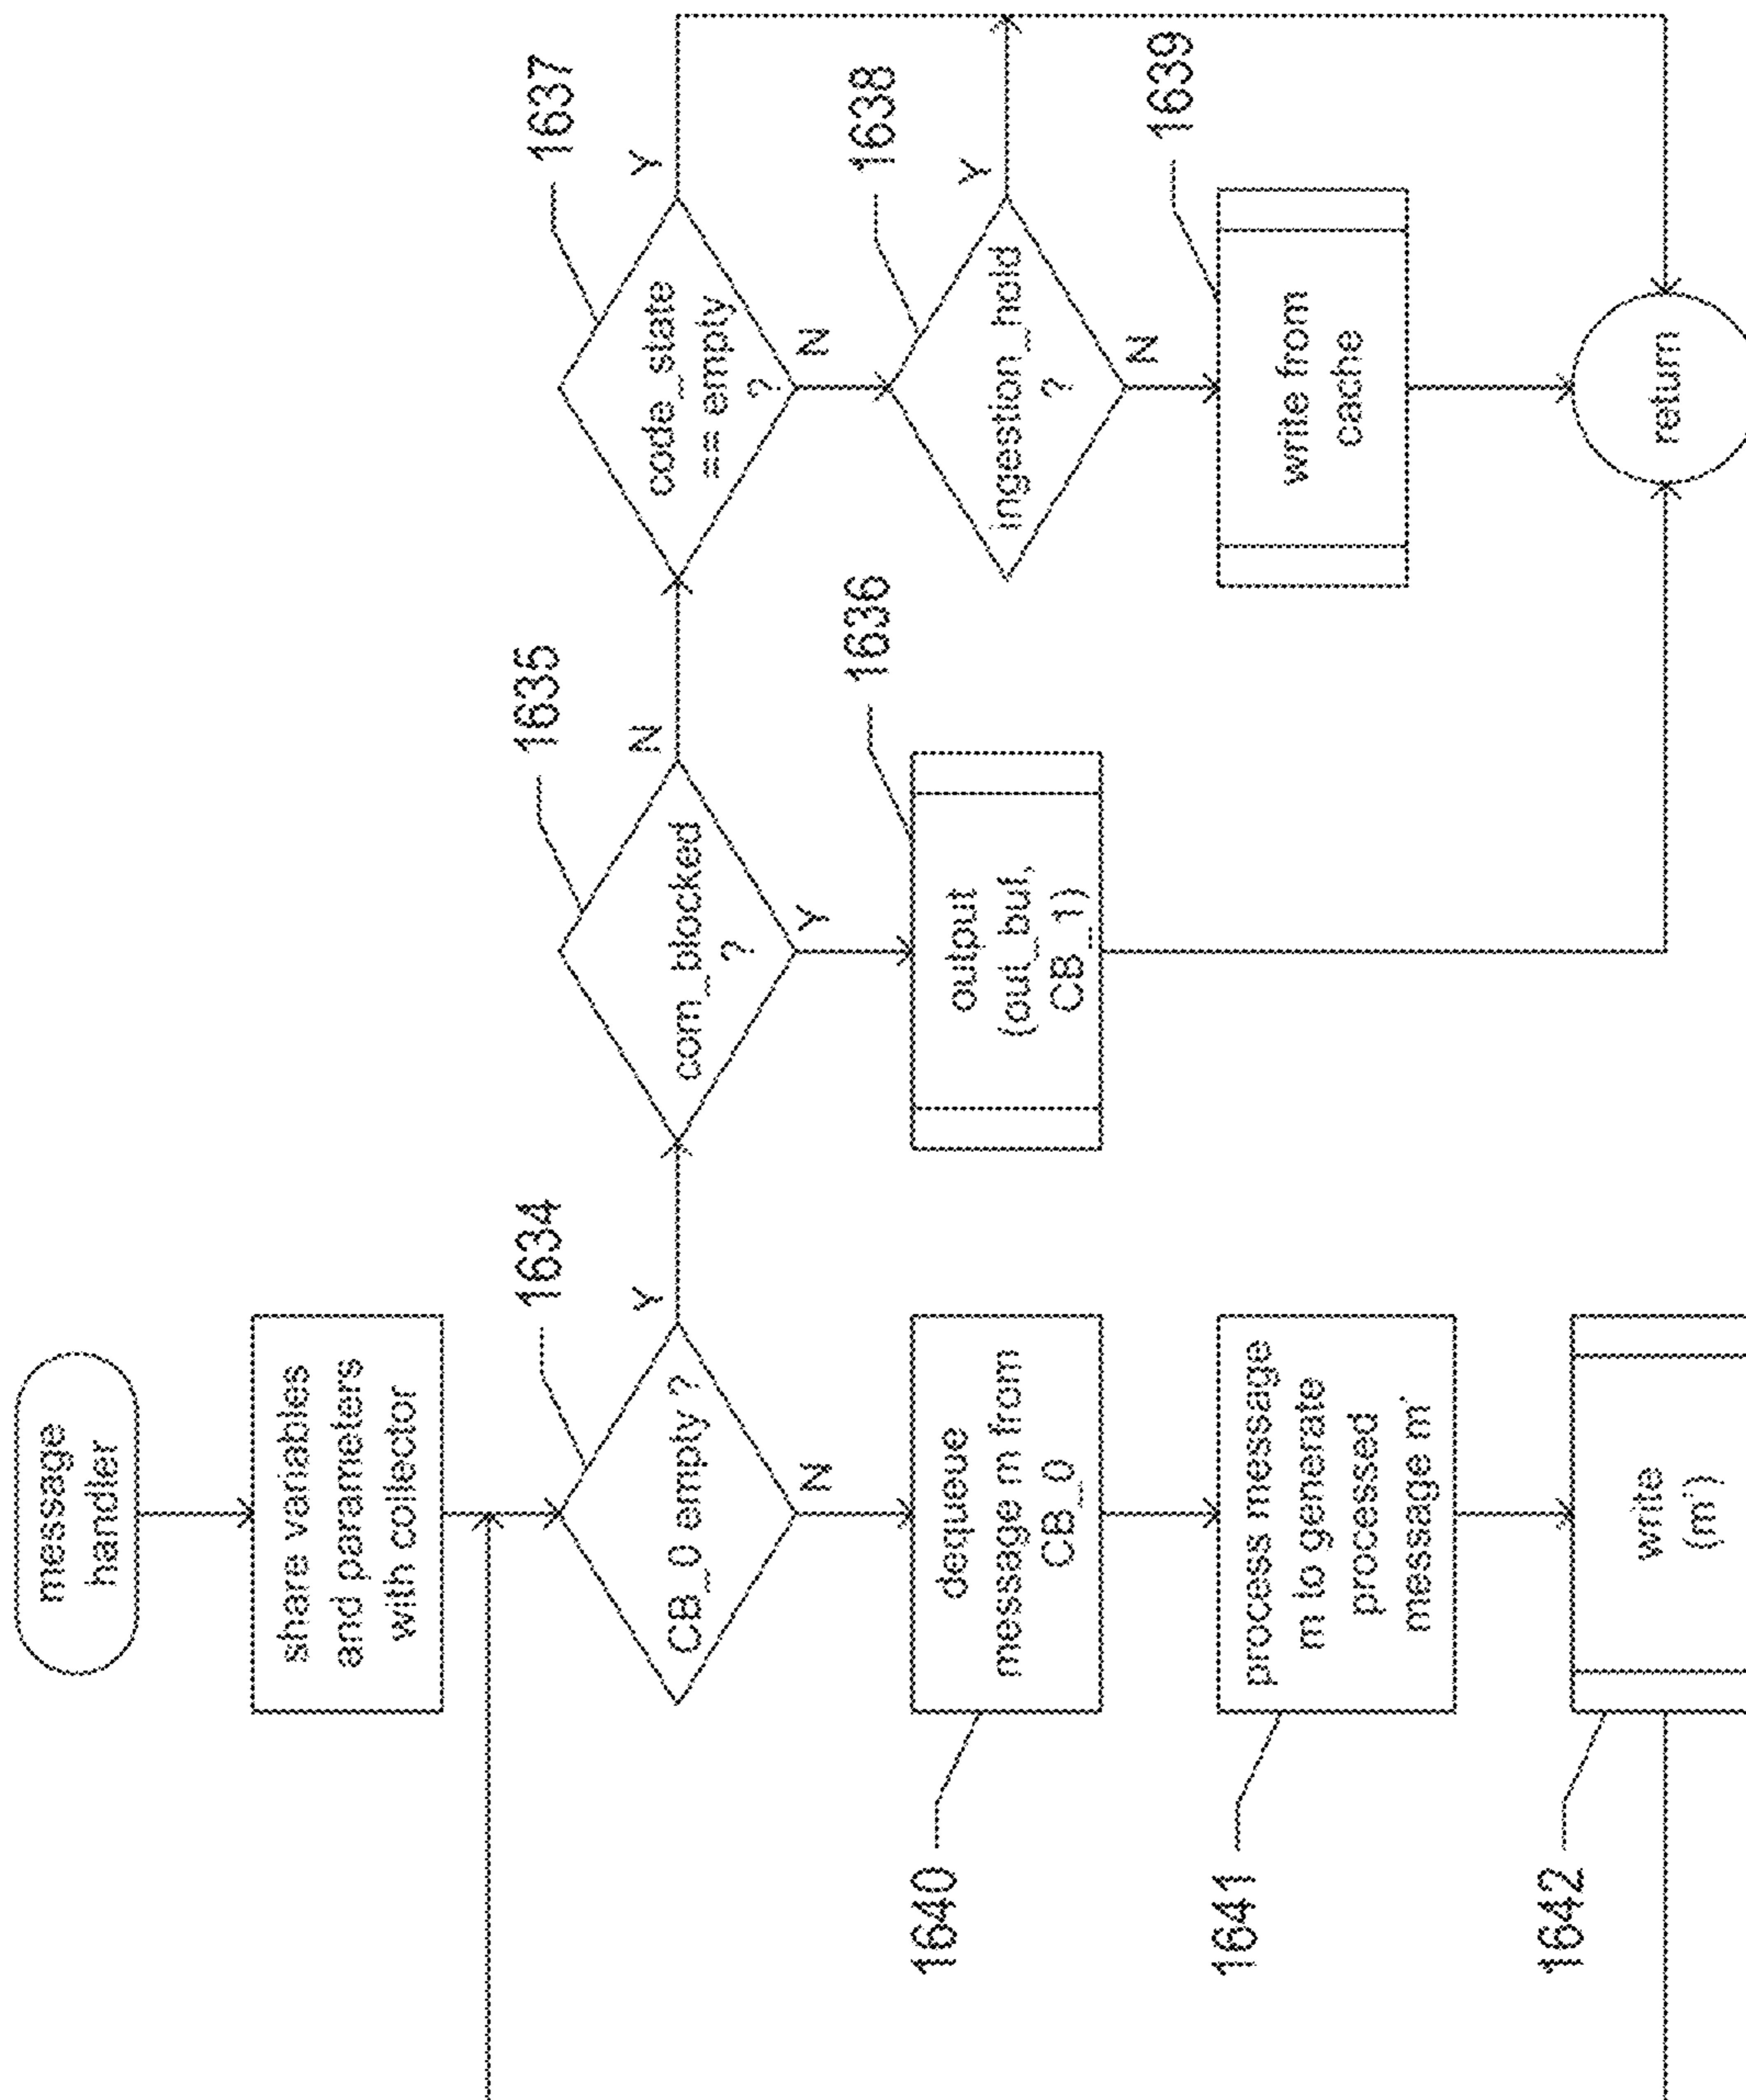 message
handler
share variables
and parameters
with collector
1634
CB_0 empty ?
Y
N
1635
com_blocked
?
N
Y
1637
code_state
== empty
?
Y
N
1640
dequeue
message m from
CB_0
1636
output
(out_buf,
CB_1)
1638
ingestion_hold
?
Y
N
1641
process message
m to generate
processed
message m'
1639
write from
cache
1642
write
(m')
return